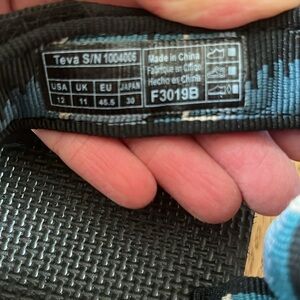 Teva S/N 1004006
USA UK EU JAPAN
12 11 45.5 30
Made in China
Fabriqué en Chine
Hecho en China
F3019B